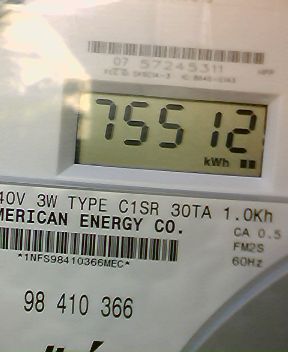 07 57245311
75512
kWh
40V 3W TYPE C1SR 30TA 1.0Kh
MERICAN ENERGY CO.
CA 0.5
FM2S
*1NFS98410366MEC*
60Hz
98 410 366